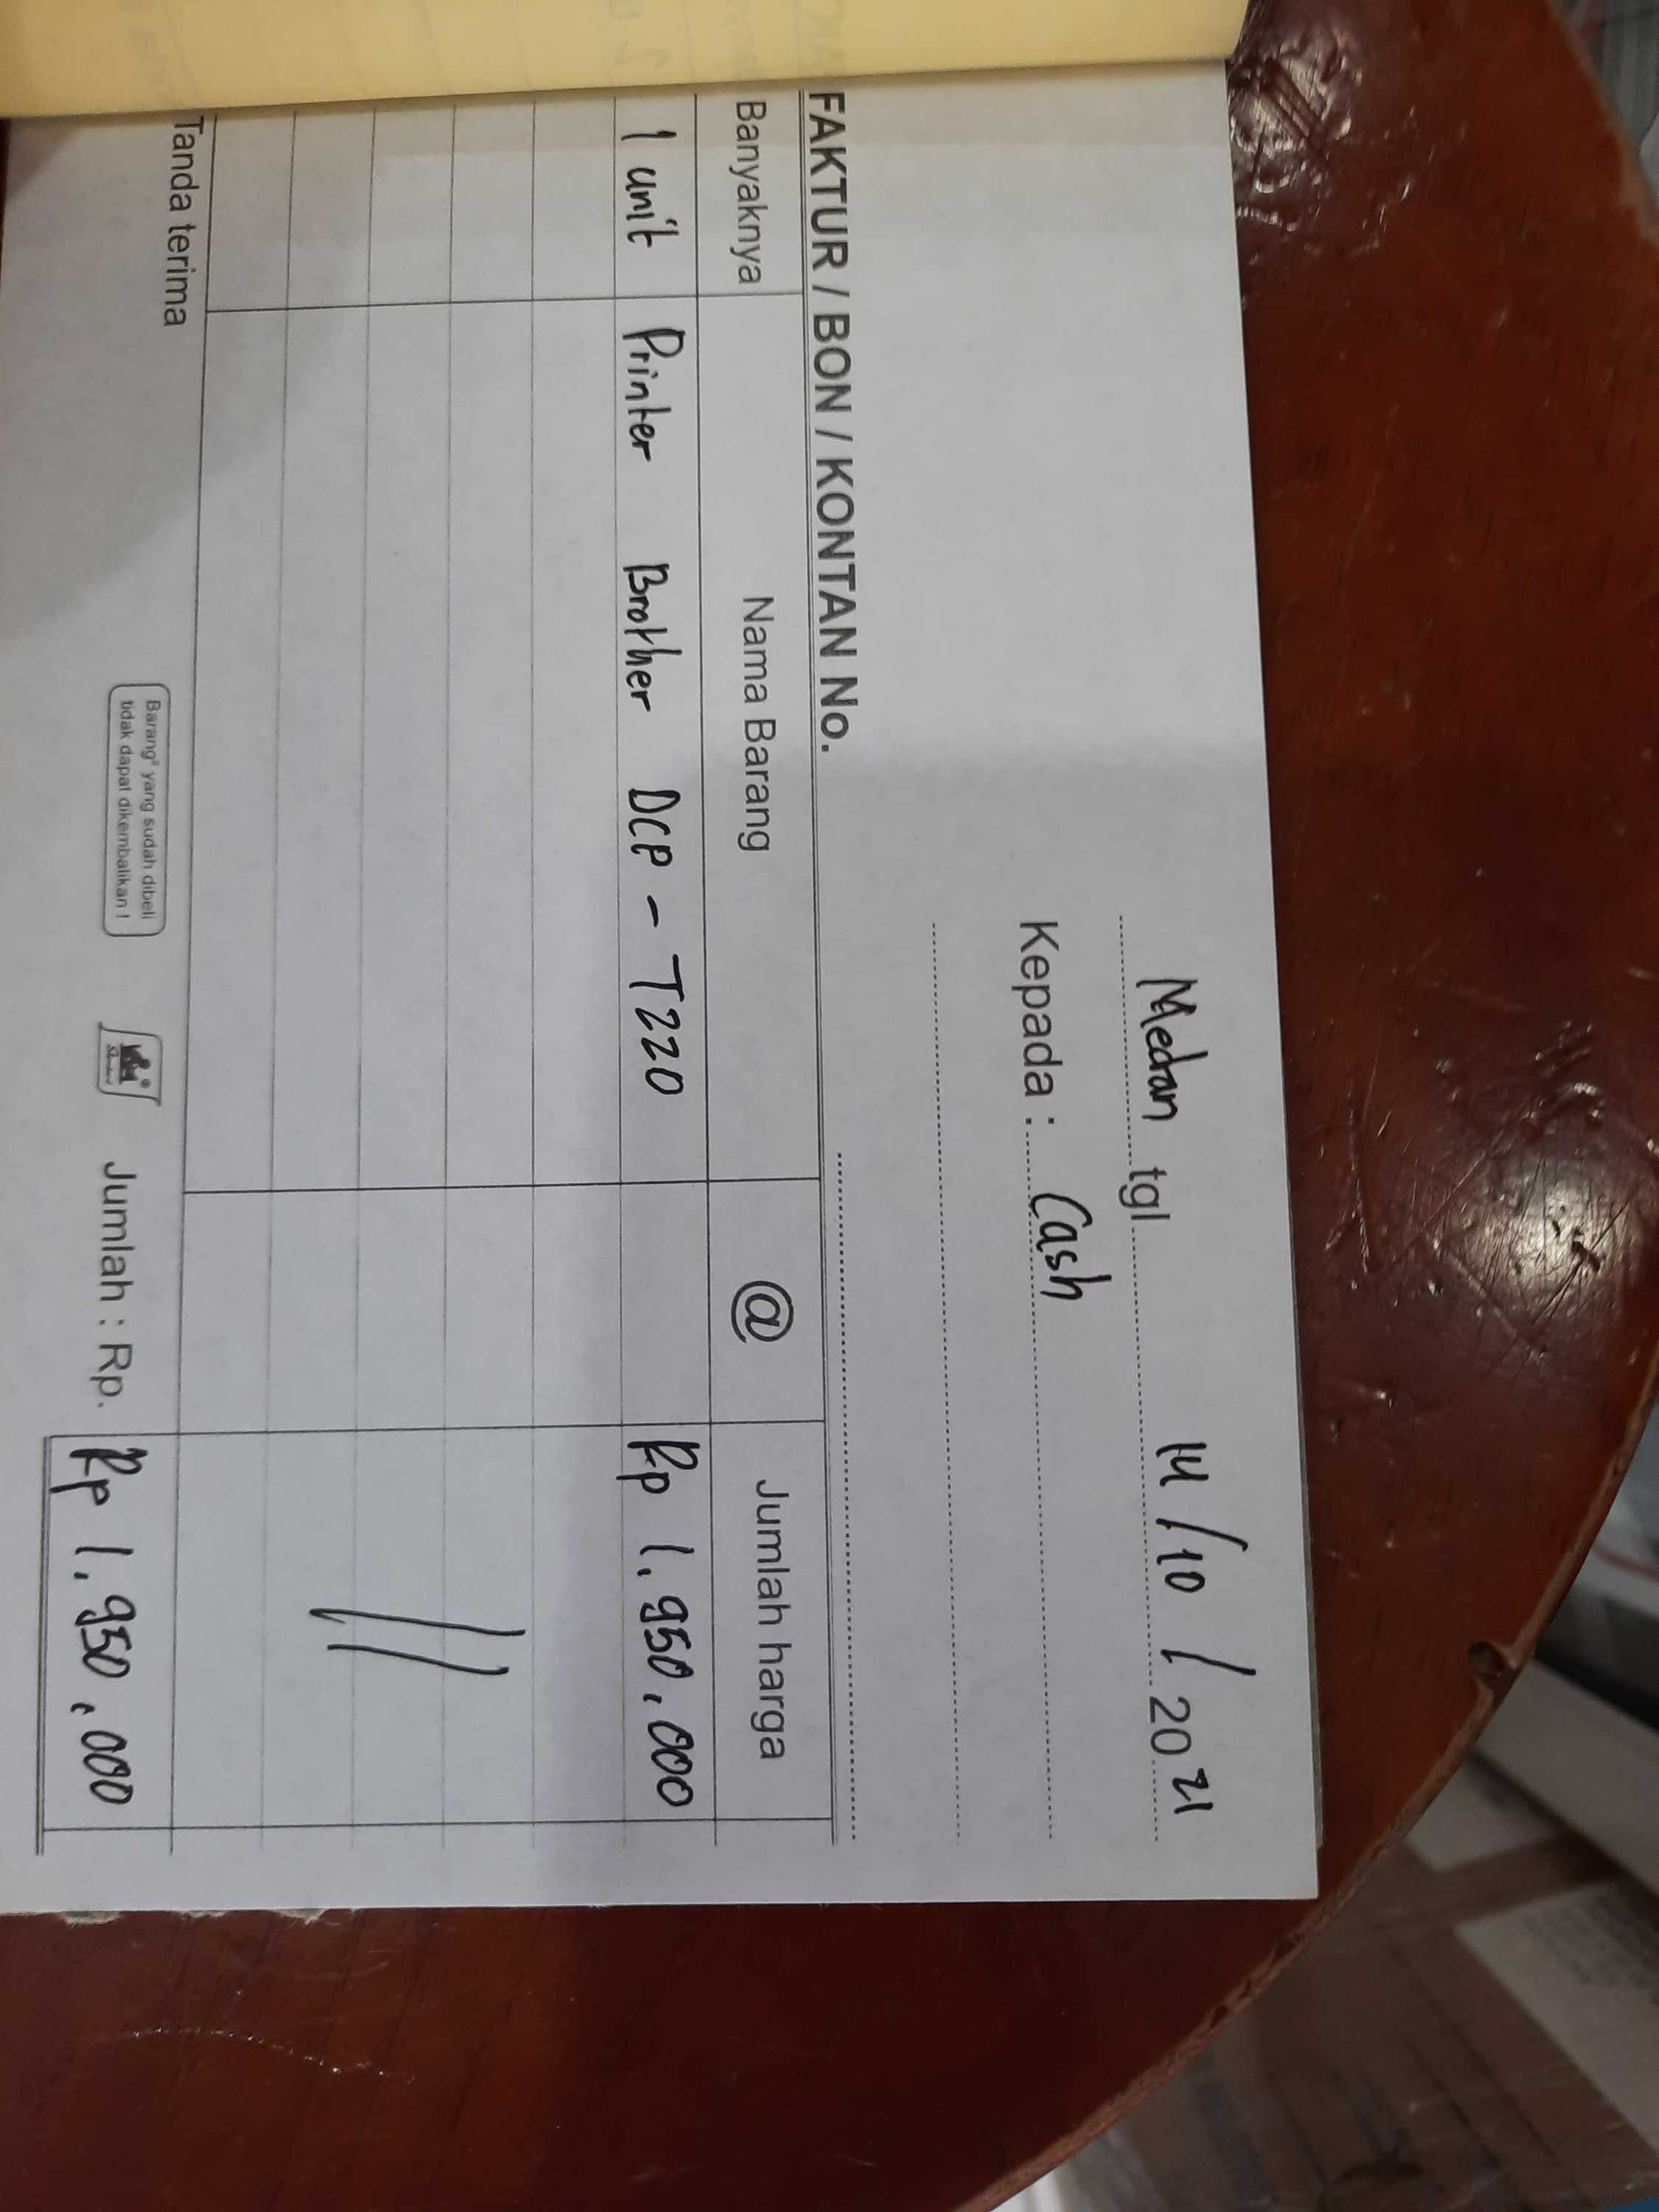 Medan tgl. 14/10/2021
Kepada : Cash
FAKTUR / BON / KONTAN No.
Banyaknya Nama Barang @ Jumlah harga
1 unit Printer Brother DCP - T220 Rp 1.950.000
Tanda terima
Barang² yang sudah dibeli
tidak dapat dikembalikan !
Jumlah : Rp. Rp 1.950.000